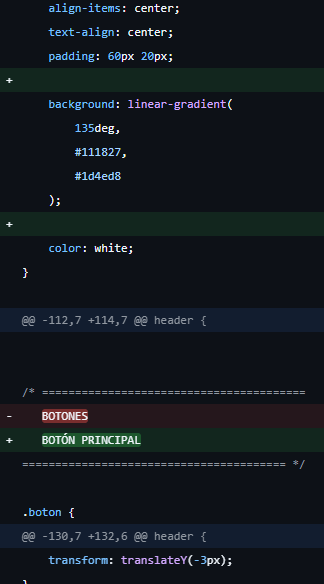 align-items: center;
text-align: center;
padding: 60px 20px;
+
background: linear-gradient(
135deg,
#111827,
#1d4ed8
);
+
color: white;
}
@@ -112,7 +114,7 @@ header {
/* ========================================
- BOTONES
+ BOTÓN PRINCIPAL
======================================== */
.boton {
@@ -130,7 +132,6 @@ header {
transform: translateY(-3px);
}